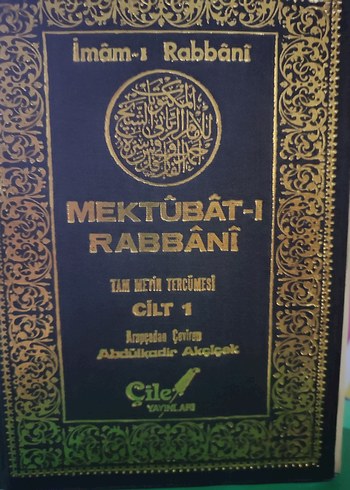 İmâm-ı Rabbânî
MEKTÛBÂT-I
RABBÂNÎ
TAM METİN TERCÜMESİ
CİLT 1
Arapçadan Çeviren
Abdülkadir Akçiçek
Çile
YAYINLARI